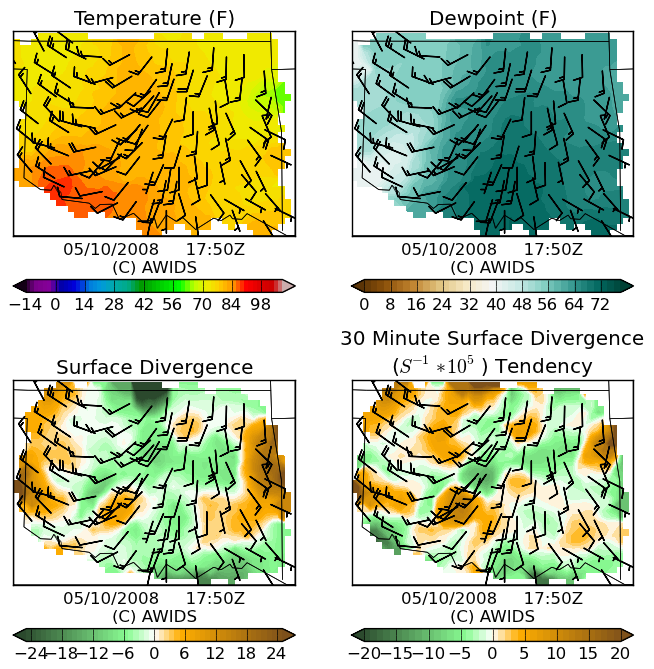 Temperature (F)
Dewpoint (F)
05/10/2008 17:50Z
(C) AWIDS
05/10/2008 17:50Z
(C) AWIDS
−14 0 14 28 42 56 70 84 98
0 8 16 24 32 40 48 56 64 72
Surface Divergence
30 Minute Surface Divergence
(S^{-1} *10^5 ) Tendency
05/10/2008 17:50Z
(C) AWIDS
05/10/2008 17:50Z
(C) AWIDS
−24 −18 −12 −6 0 6 12 18 24
−20 −15 −10 −5 0 5 10 15 20